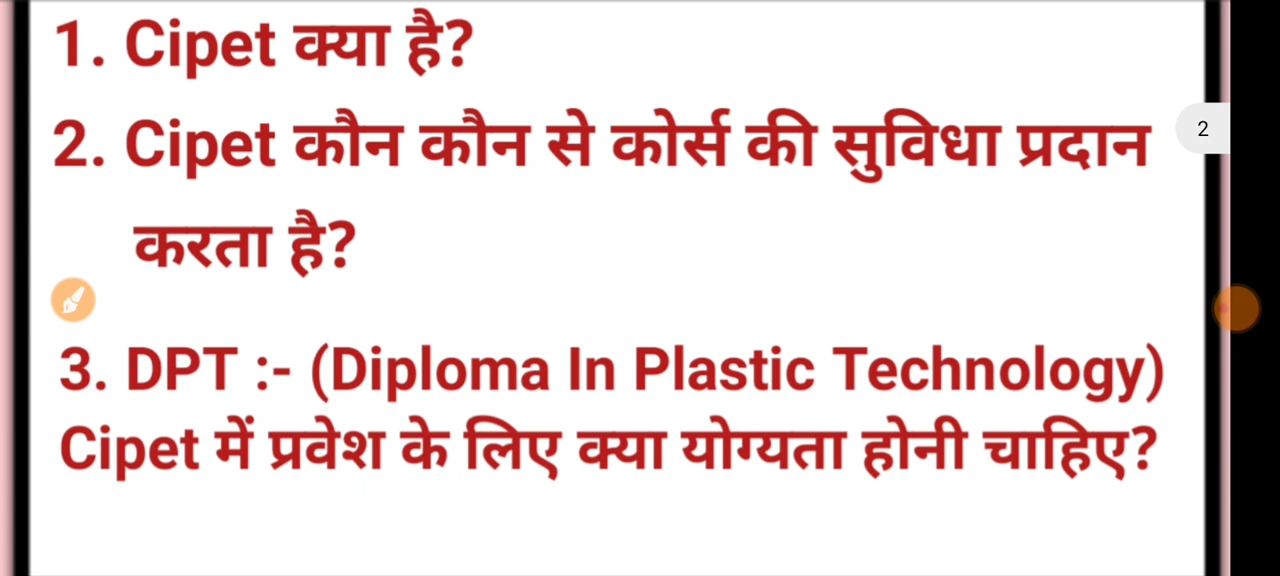 1. Cipet क्या है?
2. Cipet कौन कौन से कोर्स की सुविधा प्रदान
2
करता है?
3. DPT :- (Diploma In Plastic Technology)
Cipet में प्रवेश के लिए क्या योग्यता होनी चाहिए?